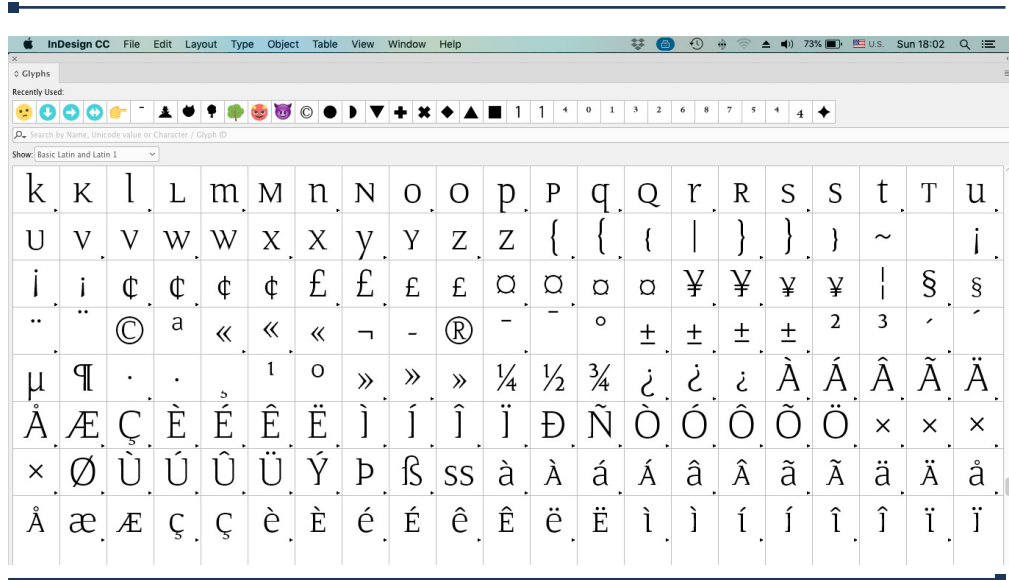 InDesign CC File Edit Layout Type Object Table View Window Help 73% U.S. Sun 18:02
Glyphs
Recently Used:
© 1 1 4 0 1 3 2 6 8 7 5 4 4
Search by Name, Unicode value or Character / Glyph ID
Show: Basic Latin and Latin 1
k ᴋ l ʟ m ᴍ n ɴ o ᴏ p ᴘ q Q r ʀ s s t ᴛ u
ᴜ v ᴠ w ᴡ x x y ʏ z ᴢ { { { | } } } ~ ¡
¡ ¡ ¢ ¢ ¢ ¢ £ £ £ £ ¤ ¤ ¤ ¤ ¥ ¥ ¥ ¥ ¦ § §
¨ ¨ © ª « « « ¬ - ® ¯ ¯ ° ± ± ± ± ² ³ ´ ´
µ ¶ · · ¸ ¹ º » » » ¼ ½ ¾ ¿ ¿ ¿ À Á Â Ã Ä
Å Æ Ç È É Ê Ë Ì Í Î Ï Ð Ñ Ò Ó Ô Õ Ö × × ×
× Ø Ù Ú Û Ü Ý Þ ß ss à À á Á â Â ã Ã ä Ä å
Å æ Æ ç ç è È é É ê Ê ë Ë ì ì í í î î ï ï